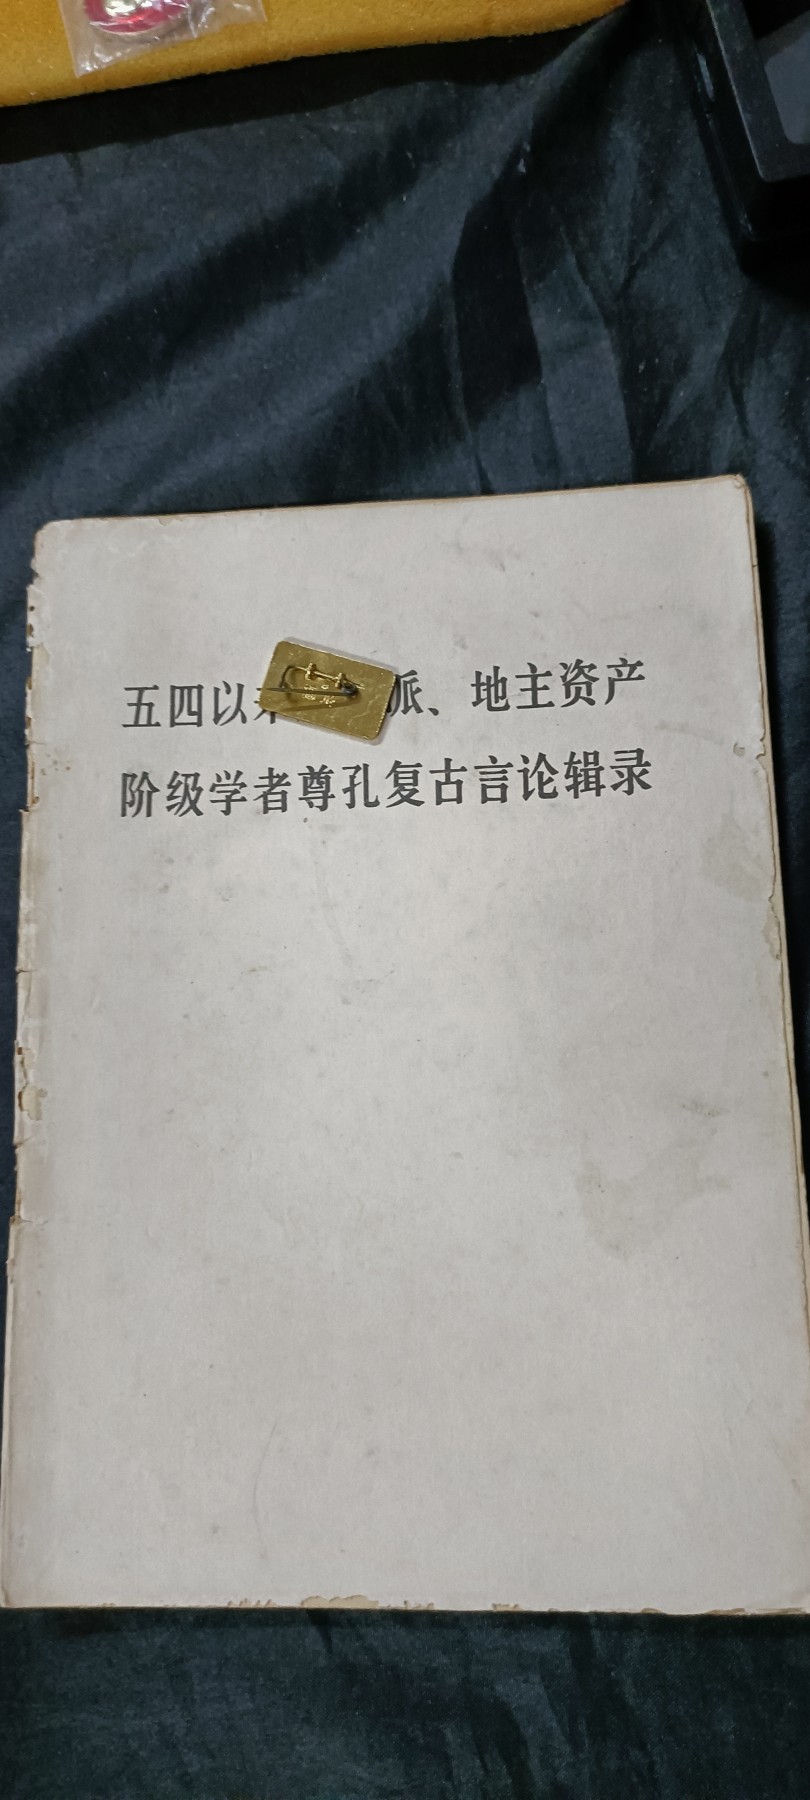 五四以来 派、地主资产
阶级学者尊孔复古言论辑录